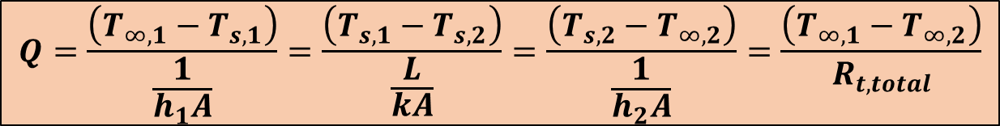 Q = (T∞,1 − Ts,1) / (1 / h1A) = (Ts,1 − Ts,2) / (L / kA) = (Ts,2 − T∞,2) / (1 / h2A) = (T∞,1 − T∞,2) / Rt,total